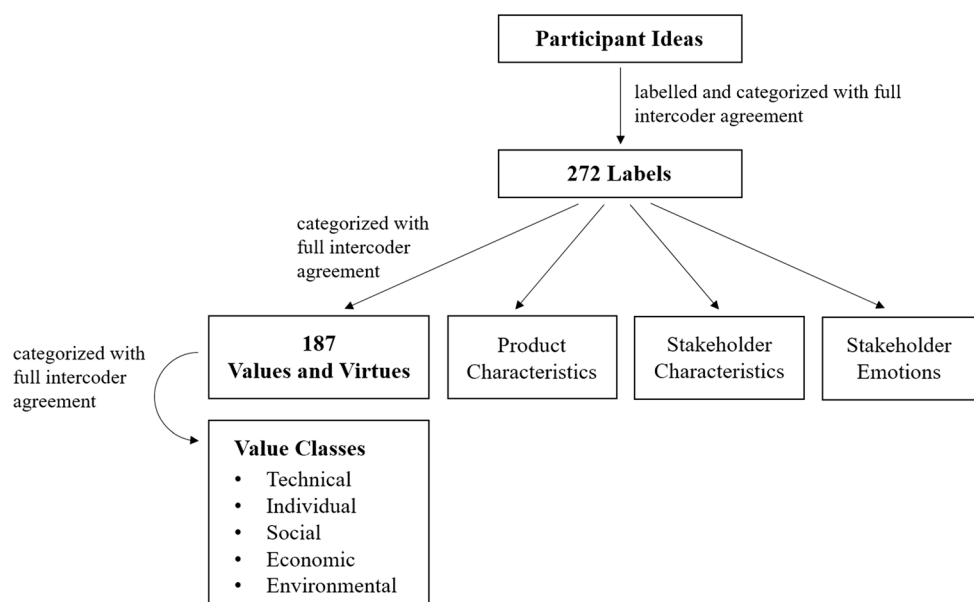 Participant Ideas
labelled and categorized with full
intercoder agreement
272 Labels
categorized with
full intercoder
agreement
187
Values and Virtues
Product
Characteristics
Stakeholder
Characteristics
Stakeholder
Emotions
categorized with
full intercoder
agreement
Value Classes
• Technical
• Individual
• Social
• Economic
• Environmental